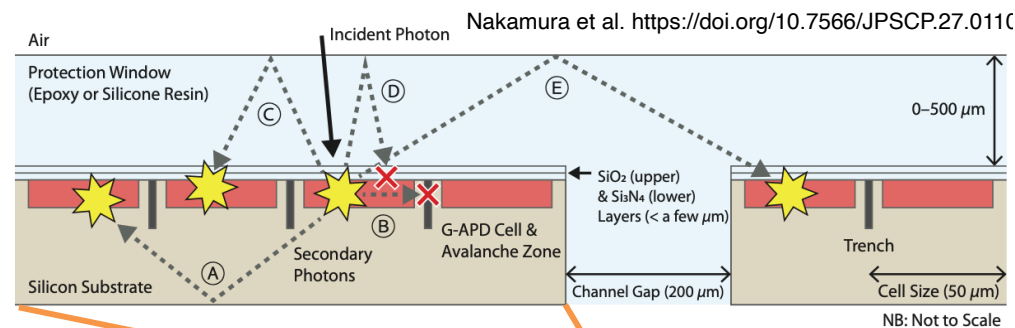 Nakamura et al. https://doi.org/10.7566/JPSCP.27.0110
Air
Incident Photon
Protection Window
(Epoxy or Silicone Resin)
C
D
E
0–500 μm
SiO₂ (upper)
& Si₃N₄ (lower)
Layers (< a few μm)
B
G-APD Cell &
Avalanche Zone
Secondary
Photons
A
Trench
Silicon Substrate
Channel Gap (200 μm)
Cell Size (50 μm)
NB: Not to Scale